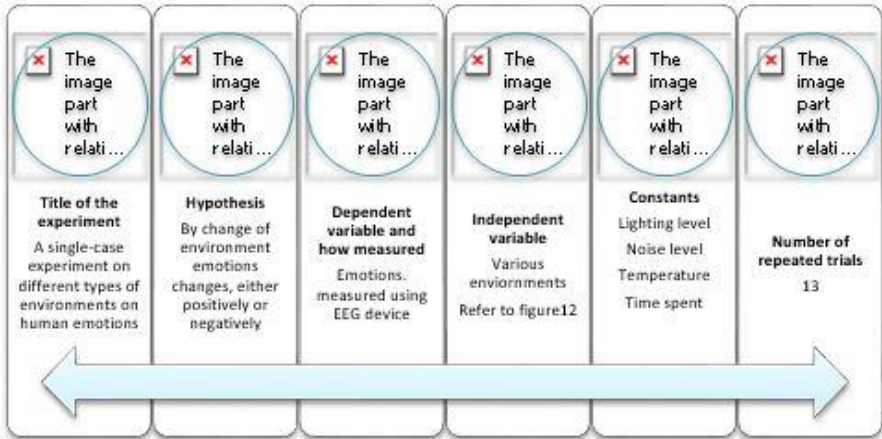 The
image
part
with
relati...
Title of the
experiment
A single-case
experiment on
different types of
environments on
human emotions
The
image
part
with
relati...
Hypothesis
By change of
environment
emotions
changes, either
positively or
negatively
The
image
part
with
relati...
Dependent
variable and
how measured
Emotions.
measured using
EEG device
The
image
part
with
relati...
Independent
variable
Various
enviornments
Refer to figure12
The
image
part
with
relati...
Constants
Lighting level
Noise level
Temperature
Time spent
The
image
part
with
relati...
Number of
repeated trials
13